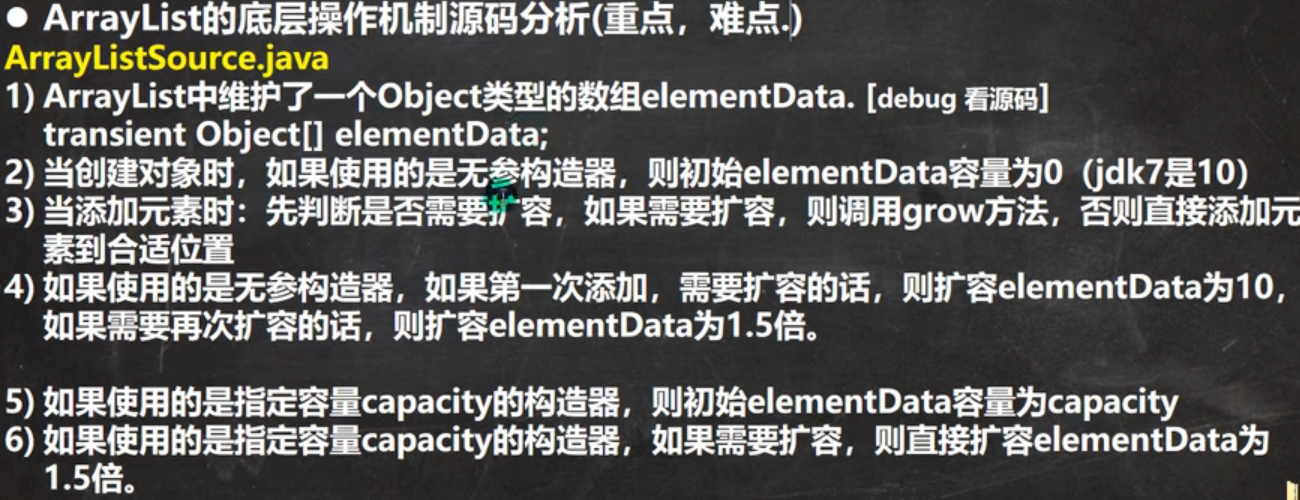 ● ArrayList的底层操作机制源码分析(重点，难点.)
ArrayListSource.java
1) ArrayList中维护了一个Object类型的数组elementData. [debug 看源码]
transient Object[] elementData;
2) 当创建对象时，如果使用的是无参构造器，则初始elementData容量为0（jdk7是10）
3) 当添加元素时：先判断是否需要扩容，如果需要扩容，则调用grow方法，否则直接添加元
素到合适位置
4) 如果使用的是无参构造器，如果第一次添加，需要扩容的话，则扩容elementData为10，
如果需要再次扩容的话，则扩容elementData为1.5倍。
5) 如果使用的是指定容量capacity的构造器，则初始elementData容量为capacity
6) 如果使用的是指定容量capacity的构造器，如果需要扩容，则直接扩容elementData为
1.5倍。